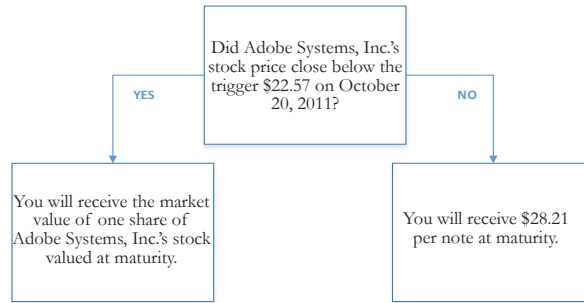 Did Adobe Systems, Inc.'s
stock price close below the
trigger $22.57 on October
20, 2011?
YES
NO
You will receive the market
value of one share of
Adobe Systems, Inc.'s stock
valued at maturity.
You will receive $28.21
per note at maturity.